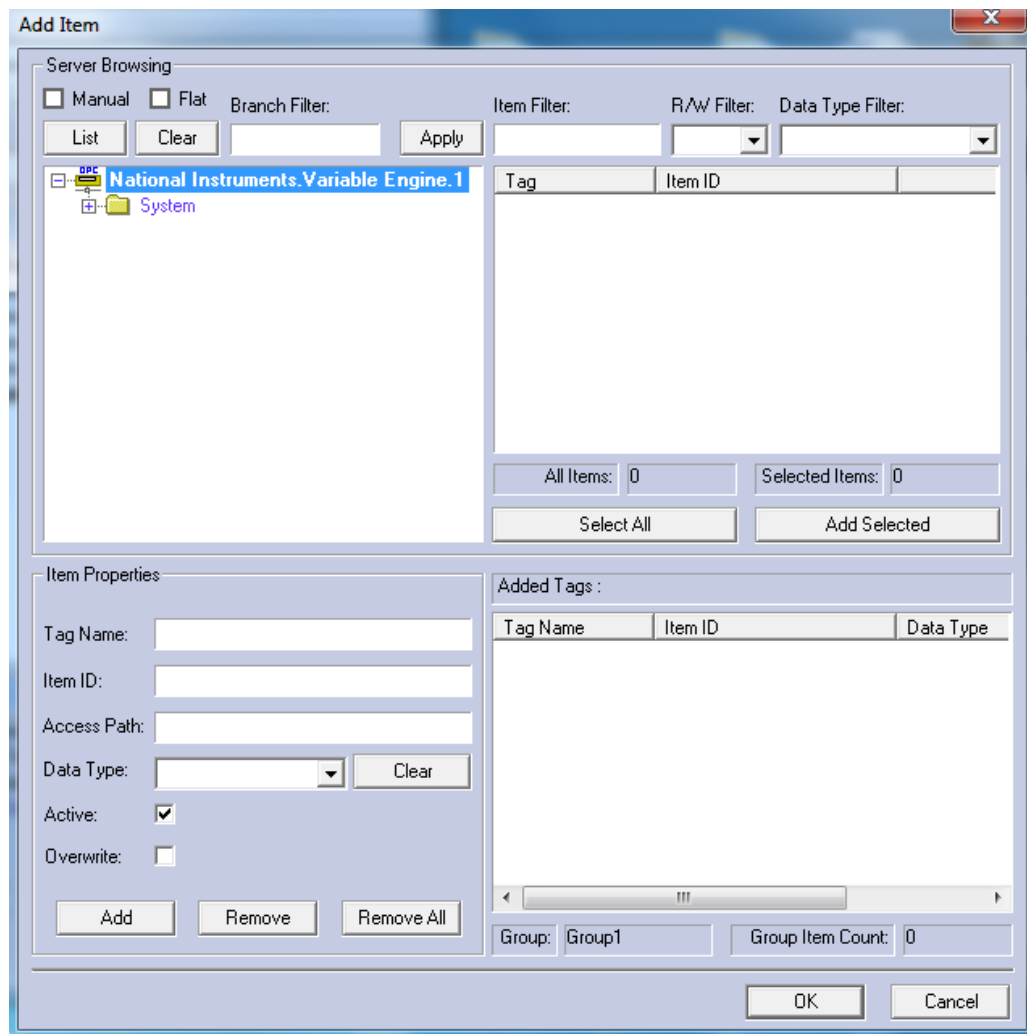 Add Item
Server Browsing
Manual Flat Branch Filter: Item Filter: R/W Filter: Data Type Filter:
List Clear Apply
OPC National Instruments.Variable Engine.1
System
Tag Item ID
All Items: 0 Selected Items: 0
Select All Add Selected
Item Properties
Tag Name:
Item ID:
Access Path:
Data Type: Clear
Active:
Overwrite:
Add Remove Remove All
Added Tags :
Tag Name Item ID Data Type
Group: Group1 Group Item Count: 0
OK Cancel